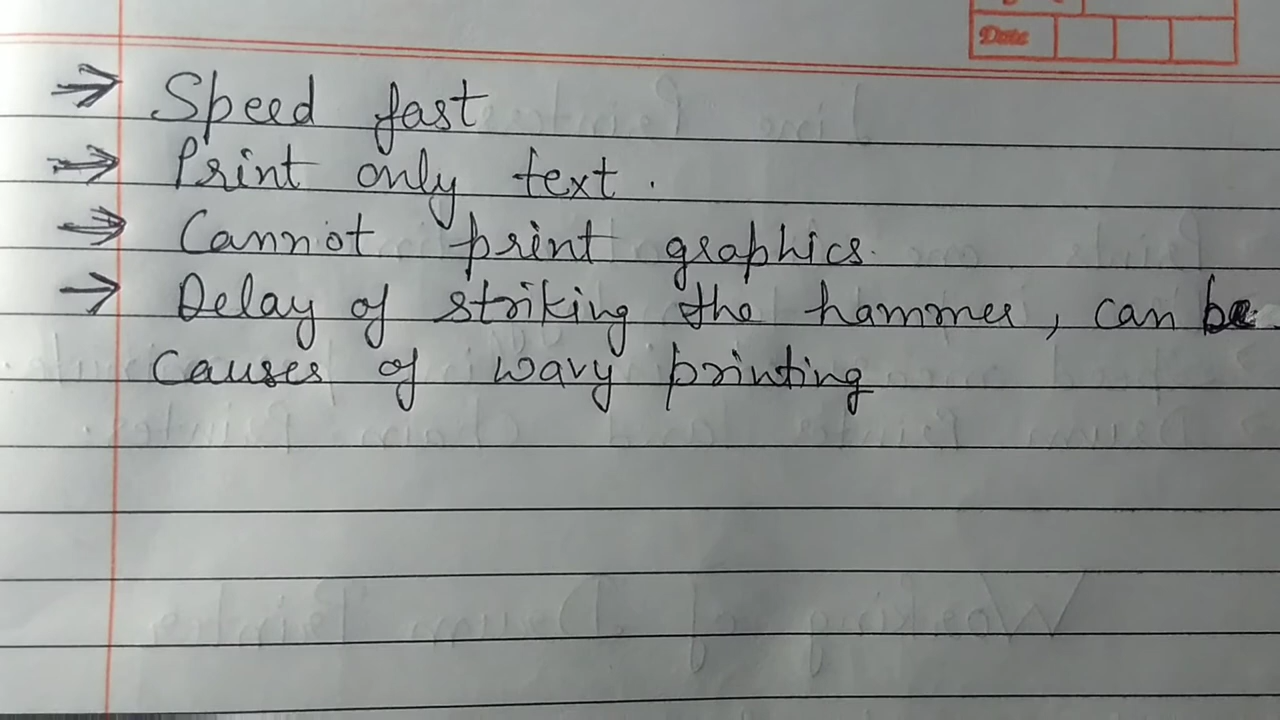 Date
⇒ Speed fast
⇒ Print only text.
⇒ Cannot print graphics.
→ Delay of striking the hammer, can be
causes of wavy printing